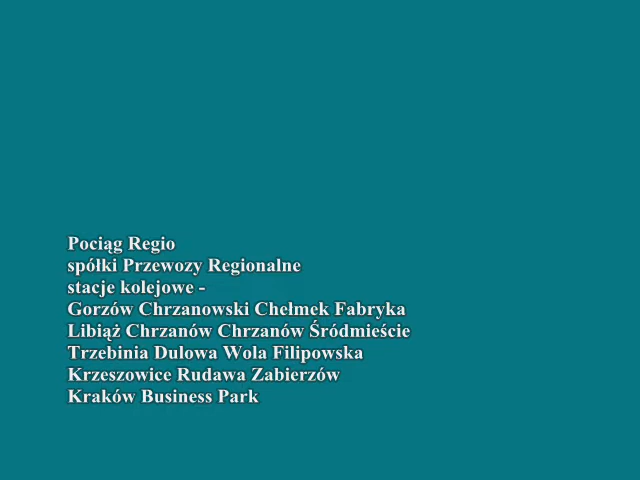 Pociąg Regio
spółki Przewozy Regionalne
stacje kolejowe -
Gorzów Chrzanowski Chełmek Fabryka
Libiąż Chrzanów Chrzanów Śródmieście
Trzebinia Dulowa Wola Filipowska
Krzeszowice Rudawa Zabierzów
Kraków Business Park